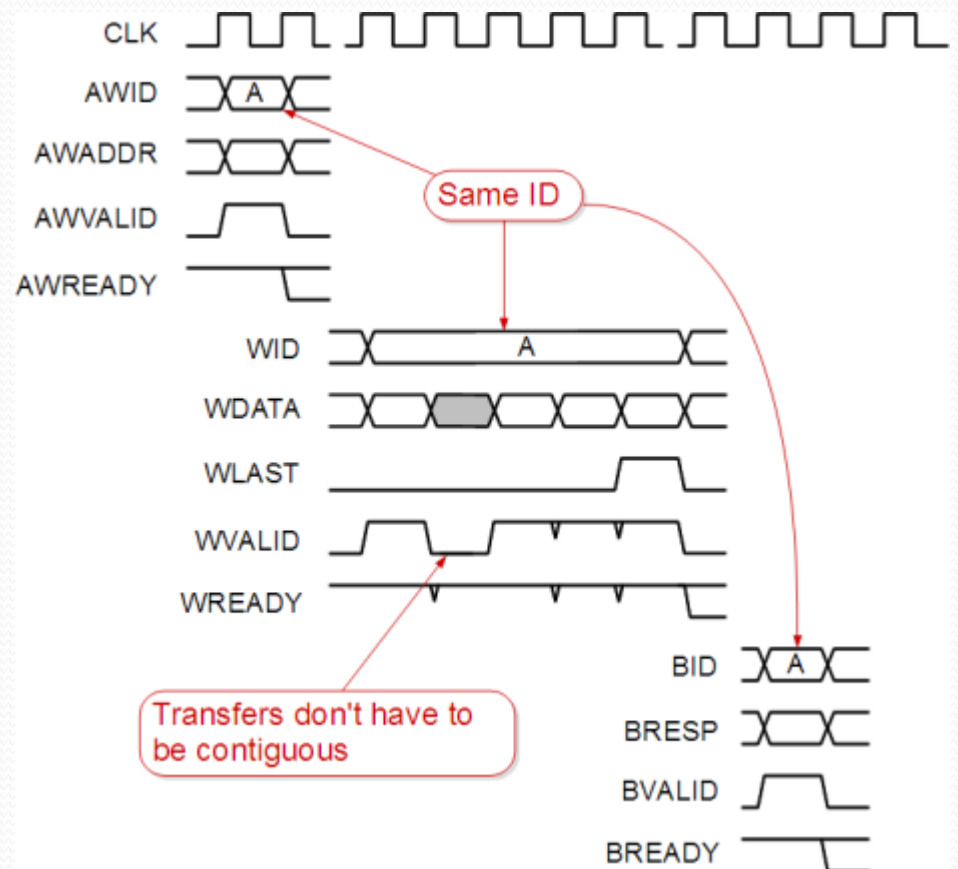 CLK
AWID A
AWADDR
Same ID
AWVALID
AWREADY
WID A
WDATA
WLAST
WVALID
WREADY
BID A
Transfers don't have to
be contiguous
BRESP
BVALID
BREADY